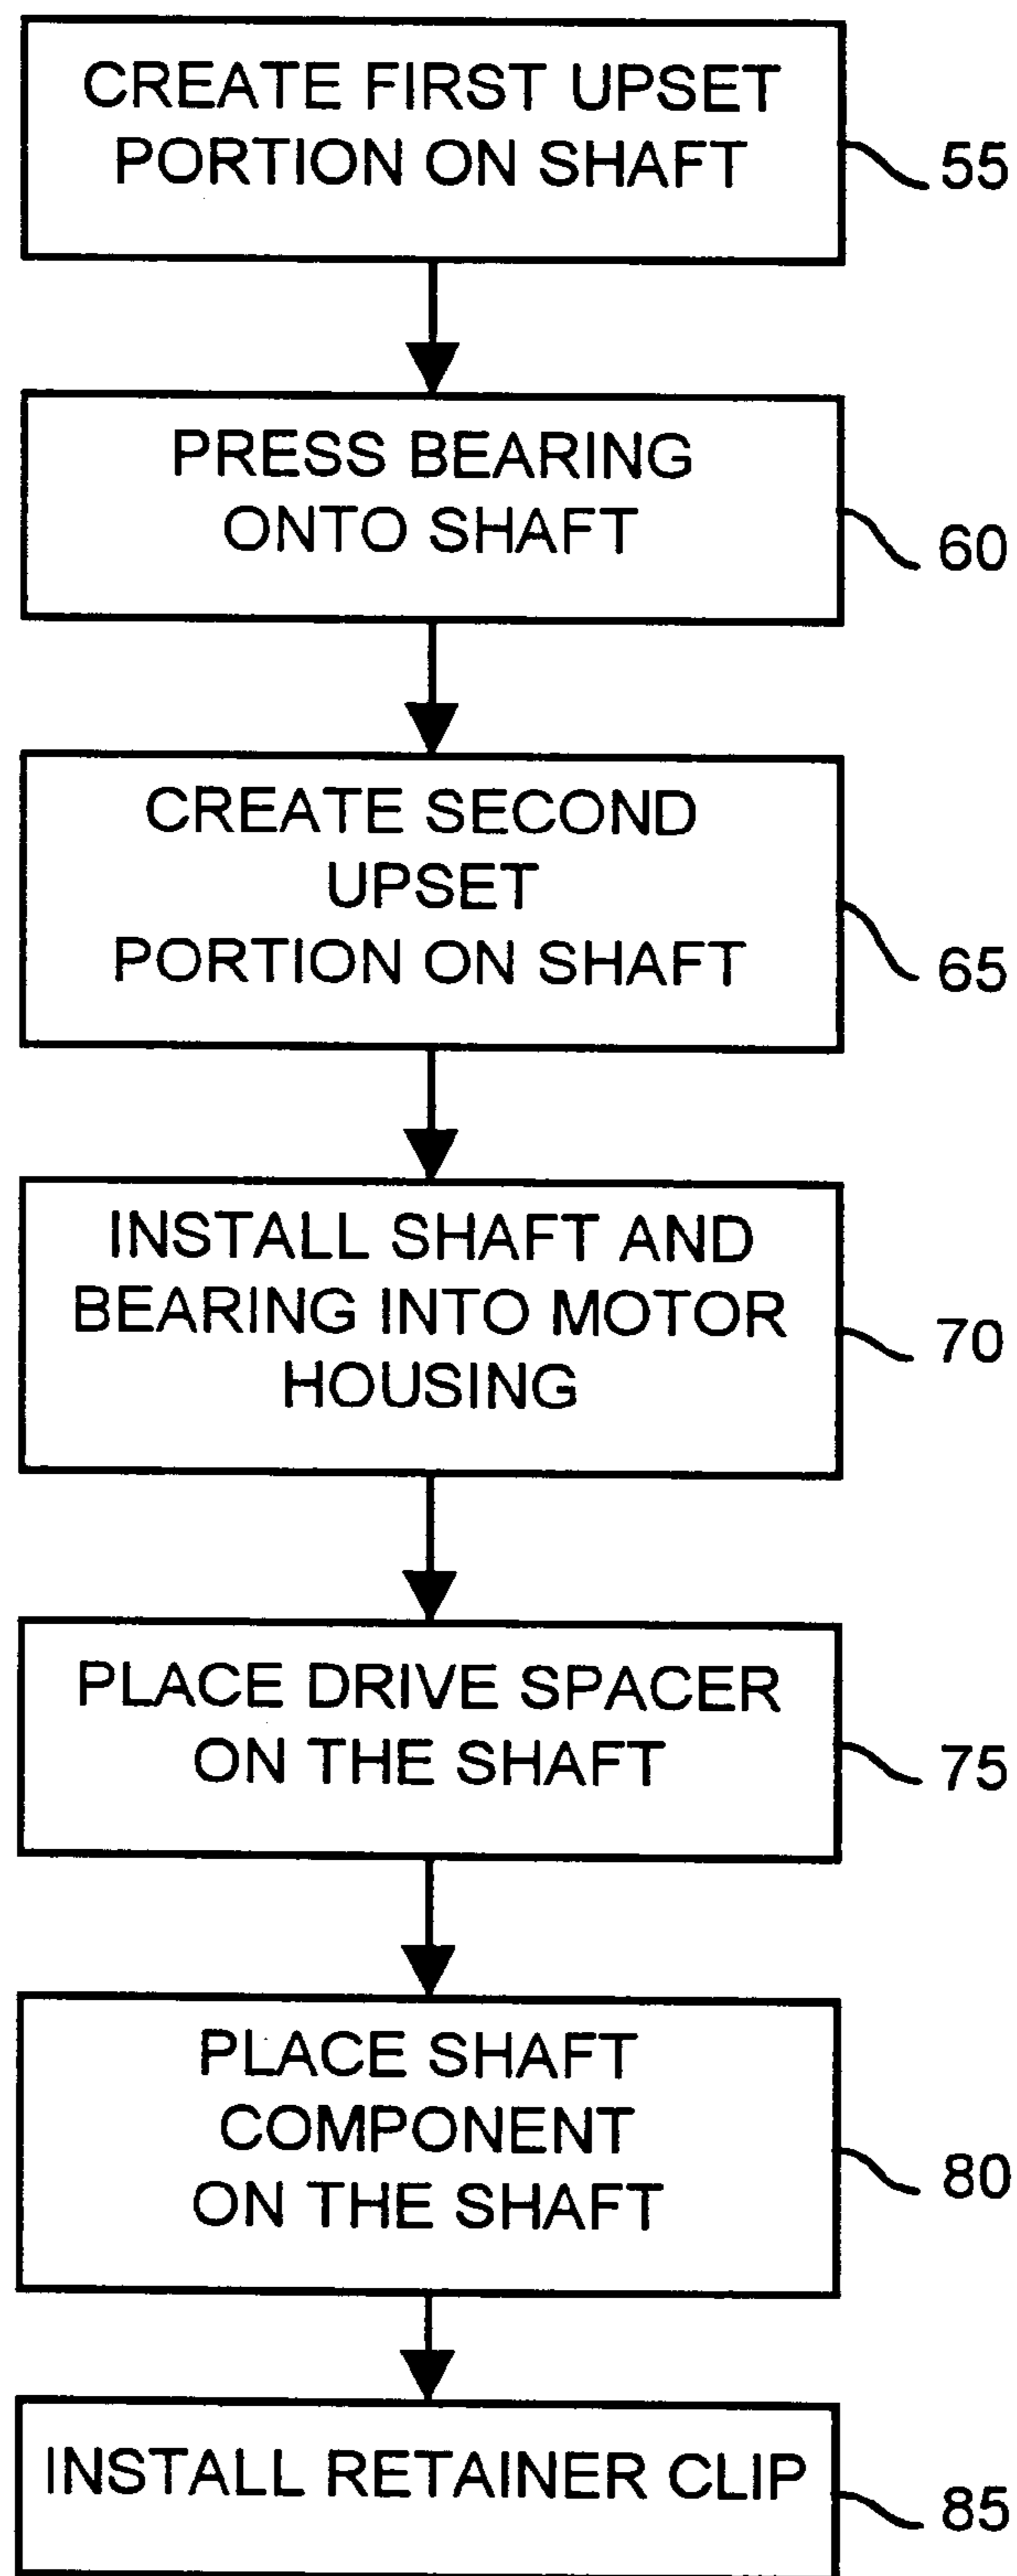 CREATE FIRST UPSET
PORTION ON SHAFT
55
PRESS BEARING
ONTO SHAFT
60
CREATE SECOND
UPSET
PORTION ON SHAFT
65
INSTALL SHAFT AND
BEARING INTO MOTOR
HOUSING
70
PLACE DRIVE SPACER
ON THE SHAFT
75
PLACE SHAFT
COMPONENT
ON THE SHAFT
80
INSTALL RETAINER CLIP
85